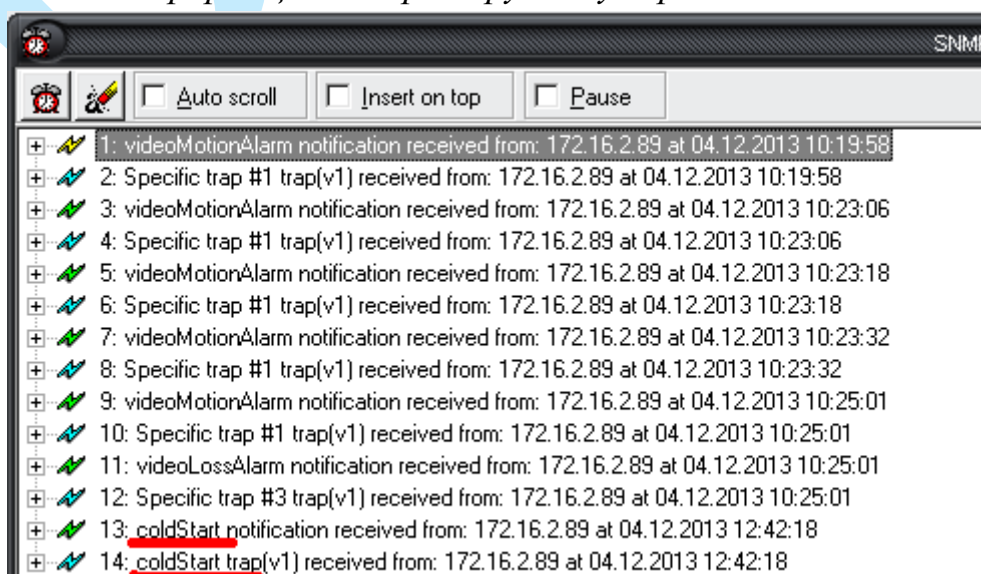 SNM
Auto scroll Insert on top Pause
1: videoMotionAlarm notification received from: 172.16.2.89 at 04.12.2013 10:19:58
2: Specific trap #1 trap(v1) received from: 172.16.2.89 at 04.12.2013 10:19:58
3: videoMotionAlarm notification received from: 172.16.2.89 at 04.12.2013 10:23:06
4: Specific trap #1 trap(v1) received from: 172.16.2.89 at 04.12.2013 10:23:06
5: videoMotionAlarm notification received from: 172.16.2.89 at 04.12.2013 10:23:18
6: Specific trap #1 trap(v1) received from: 172.16.2.89 at 04.12.2013 10:23:18
7: videoMotionAlarm notification received from: 172.16.2.89 at 04.12.2013 10:23:32
8: Specific trap #1 trap(v1) received from: 172.16.2.89 at 04.12.2013 10:23:32
9: videoMotionAlarm notification received from: 172.16.2.89 at 04.12.2013 10:25:01
10: Specific trap #1 trap(v1) received from: 172.16.2.89 at 04.12.2013 10:25:01
11: videoLossAlarm notification received from: 172.16.2.89 at 04.12.2013 10:25:01
12: Specific trap #3 trap(v1) received from: 172.16.2.89 at 04.12.2013 10:25:01
13: coldStart notification received from: 172.16.2.89 at 04.12.2013 12:42:18
14: coldStart trap(v1) received from: 172.16.2.89 at 04.12.2013 12:42:18